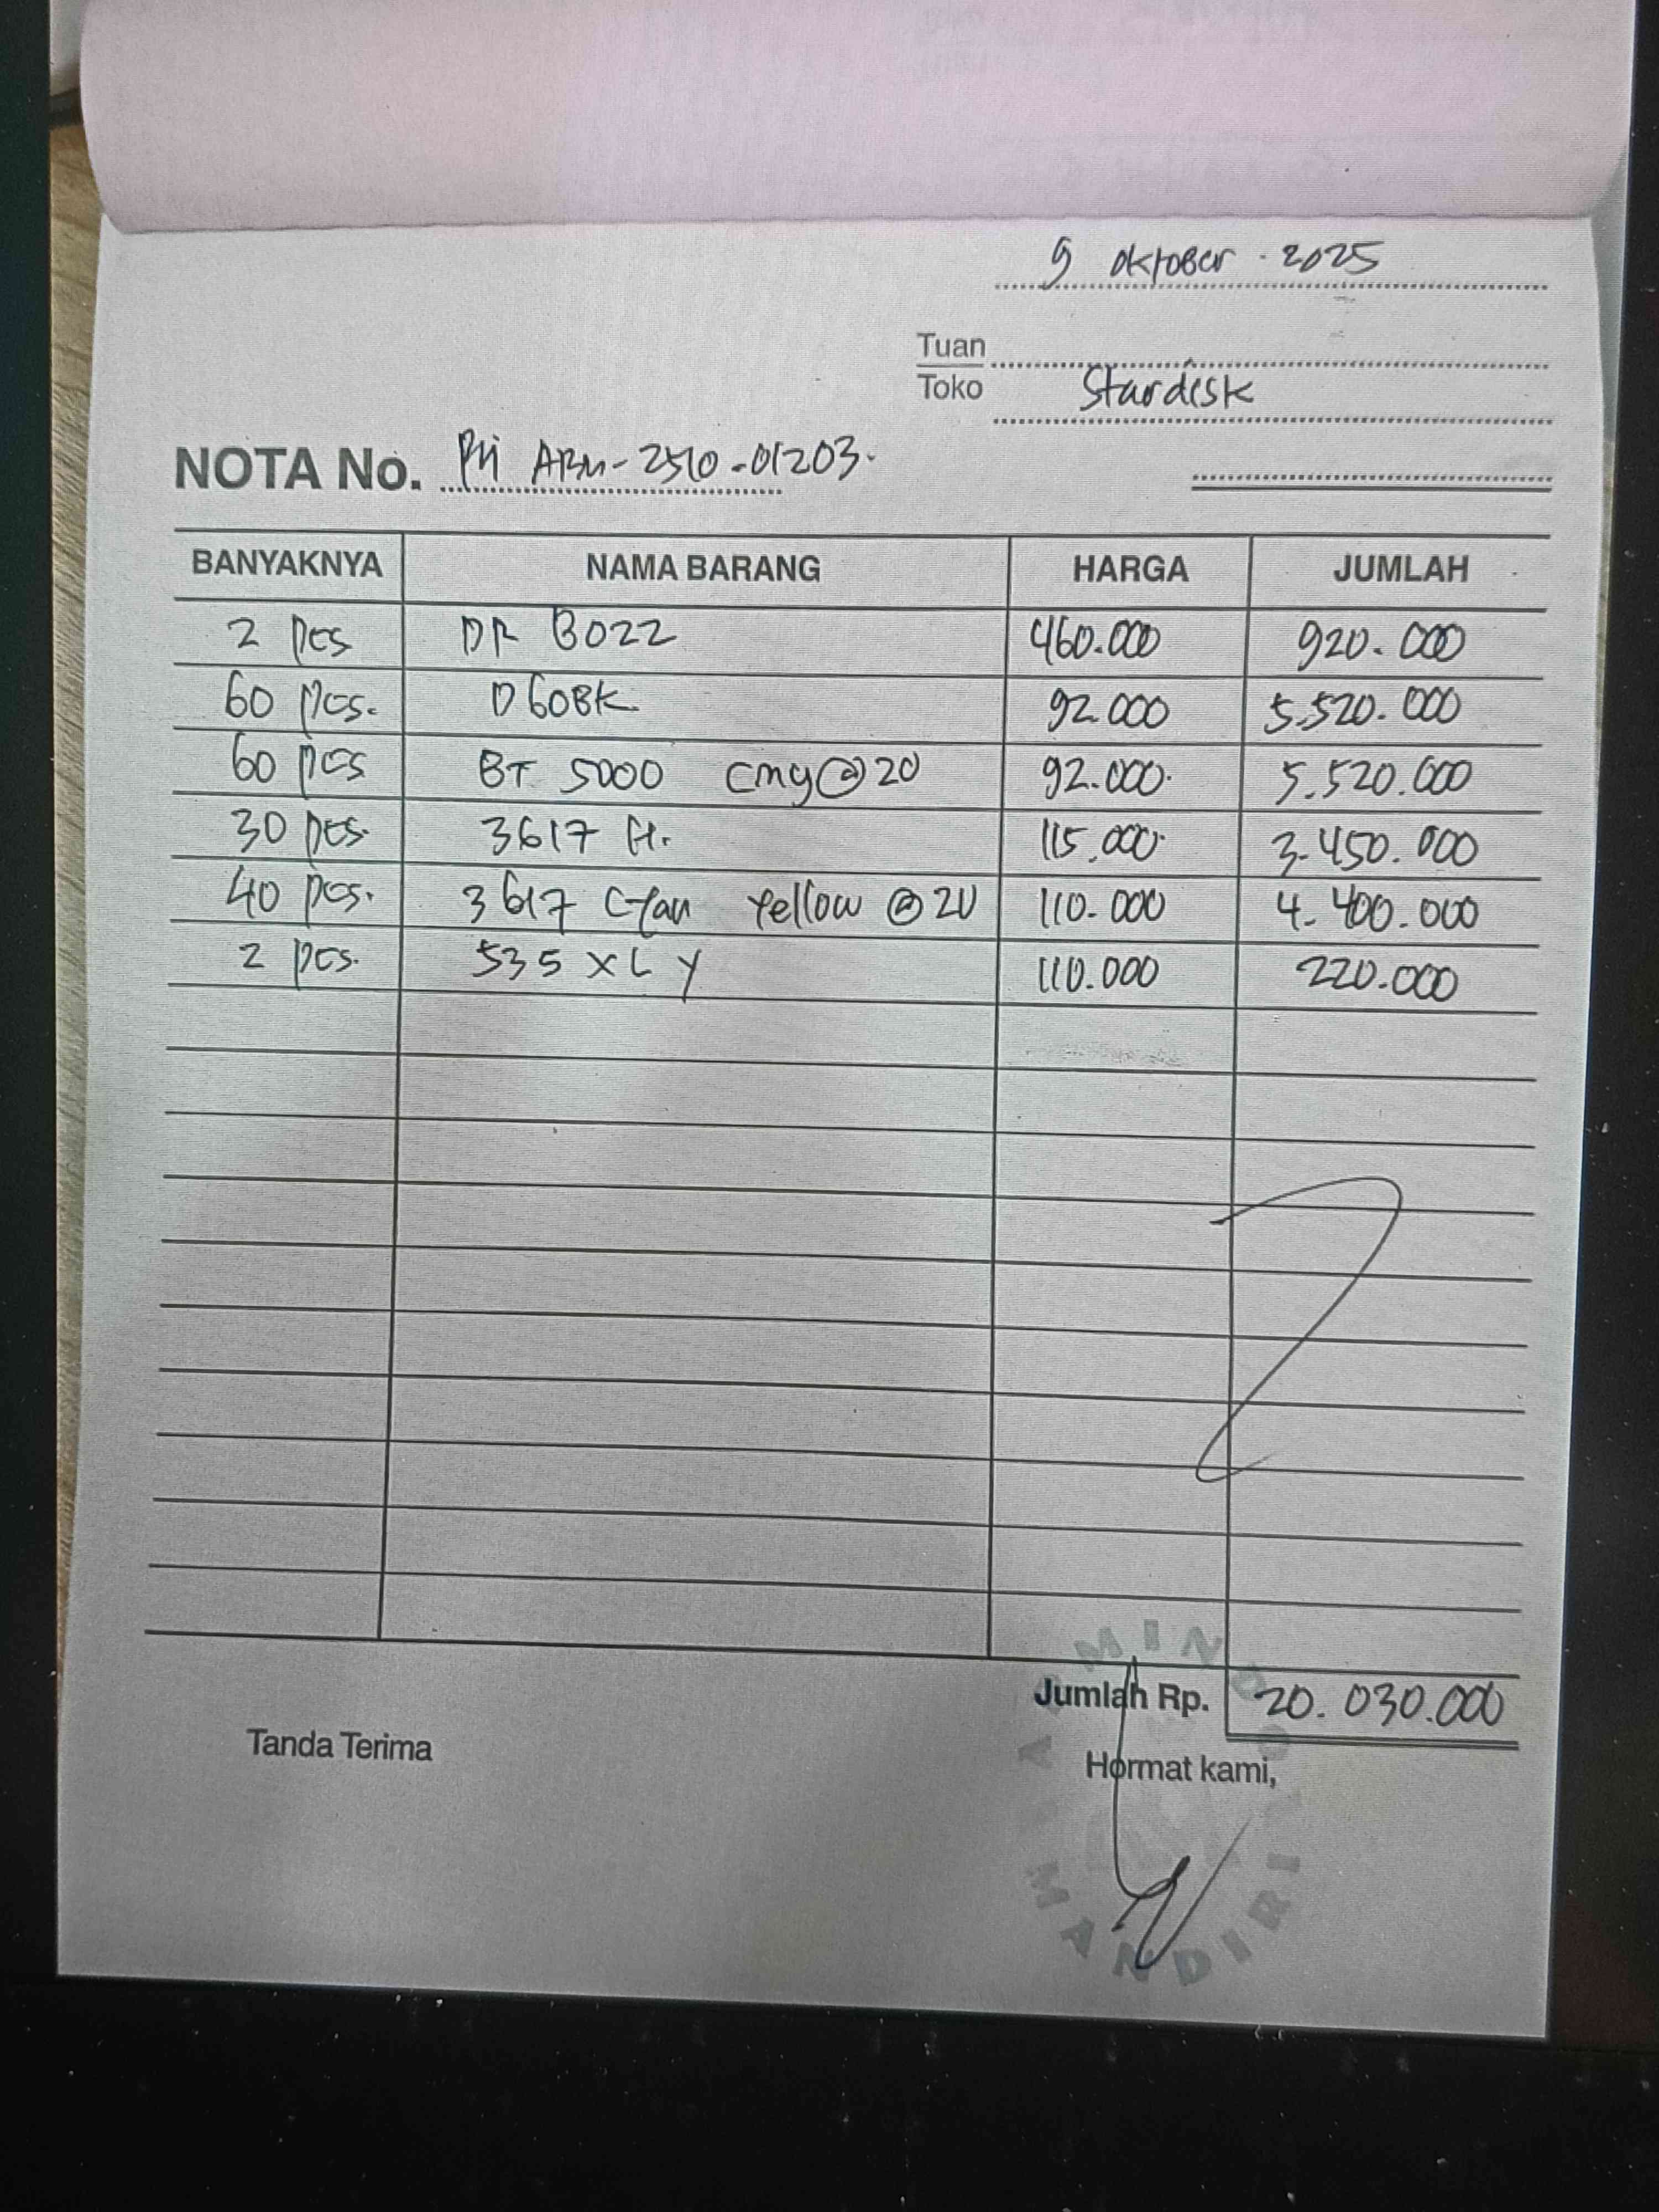 9 Oktober. 2025
Tuan
Toko Stardisk
NOTA No. ABM-2510-01203.
BANYAKNYA NAMA BARANG HARGA JUMLAH
2 pcs DR B022 460.000 920.000
60 pcs. D60BK 92.000 5.520.000
60 pcs BT 5000 cmy@20 92.000 5.520.000
30 pcs. 3617 H. 115.000 3.450.000
40 pcs. 3617 Cyan Yellow @20 110.000 4.400.000
2 pcs. 535 XL Y 110.000 220.000
Jumlah Rp. 20.030.000
Tanda Terima Hormat kami,
MANDIRI